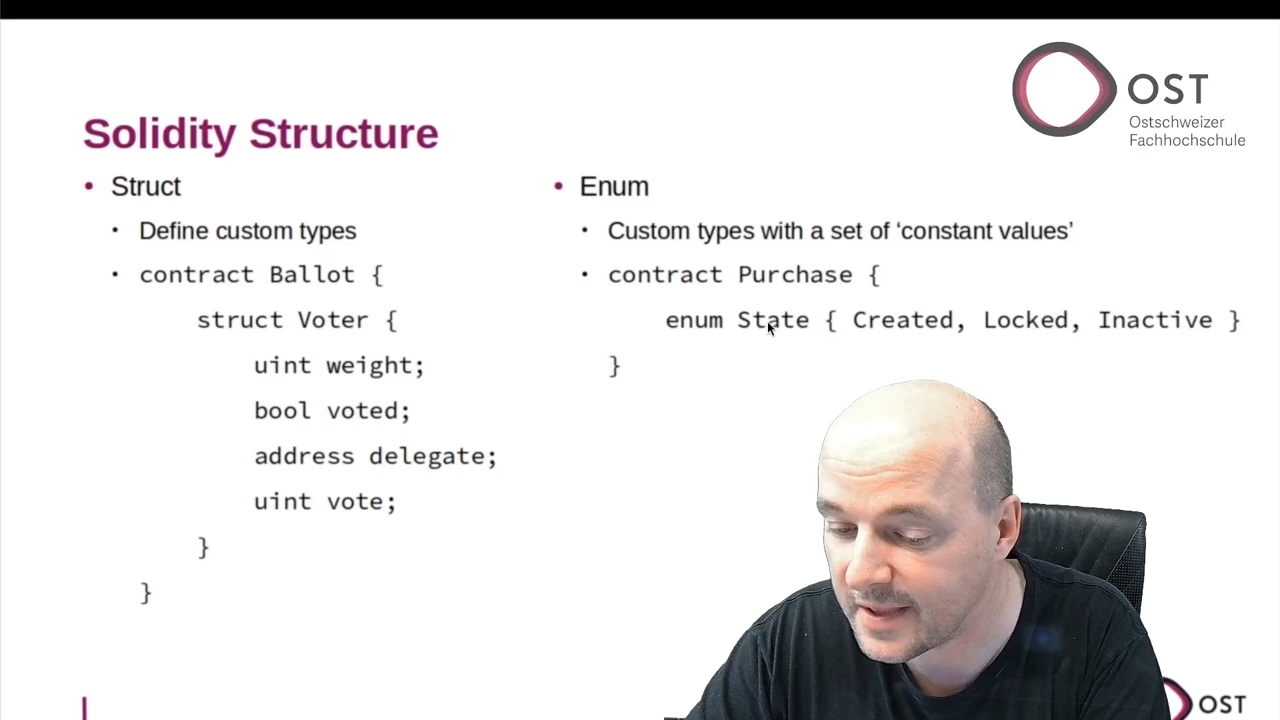 OST
Ostschweizer
Fachhochschule
Solidity Structure
• Struct
• Define custom types
• contract Ballot {
struct Voter {
uint weight;
bool voted;
address delegate;
uint vote;
}
}
• Enum
• Custom types with a set of ‘constant values’
• contract Purchase {
enum State { Created, Locked, Inactive }
}
OST